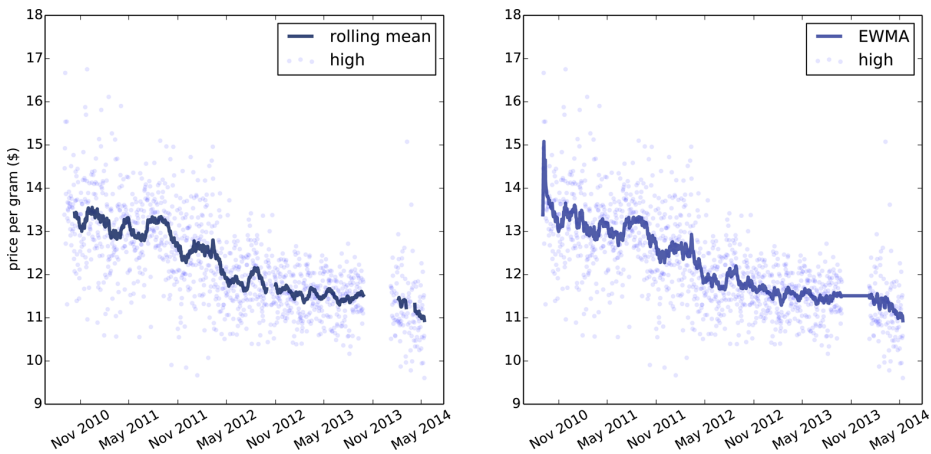 18
17
16
15
14
13
12
11
10
9
price per gram ($)
rolling mean
high
Nov 2010
May 2011
Nov 2011
May 2012
Nov 2012
May 2013
Nov 2013
May 2014
18
17
16
15
14
13
12
11
10
9
EWMA
high
Nov 2010
May 2011
Nov 2011
May 2012
Nov 2012
May 2013
Nov 2013
May 2014